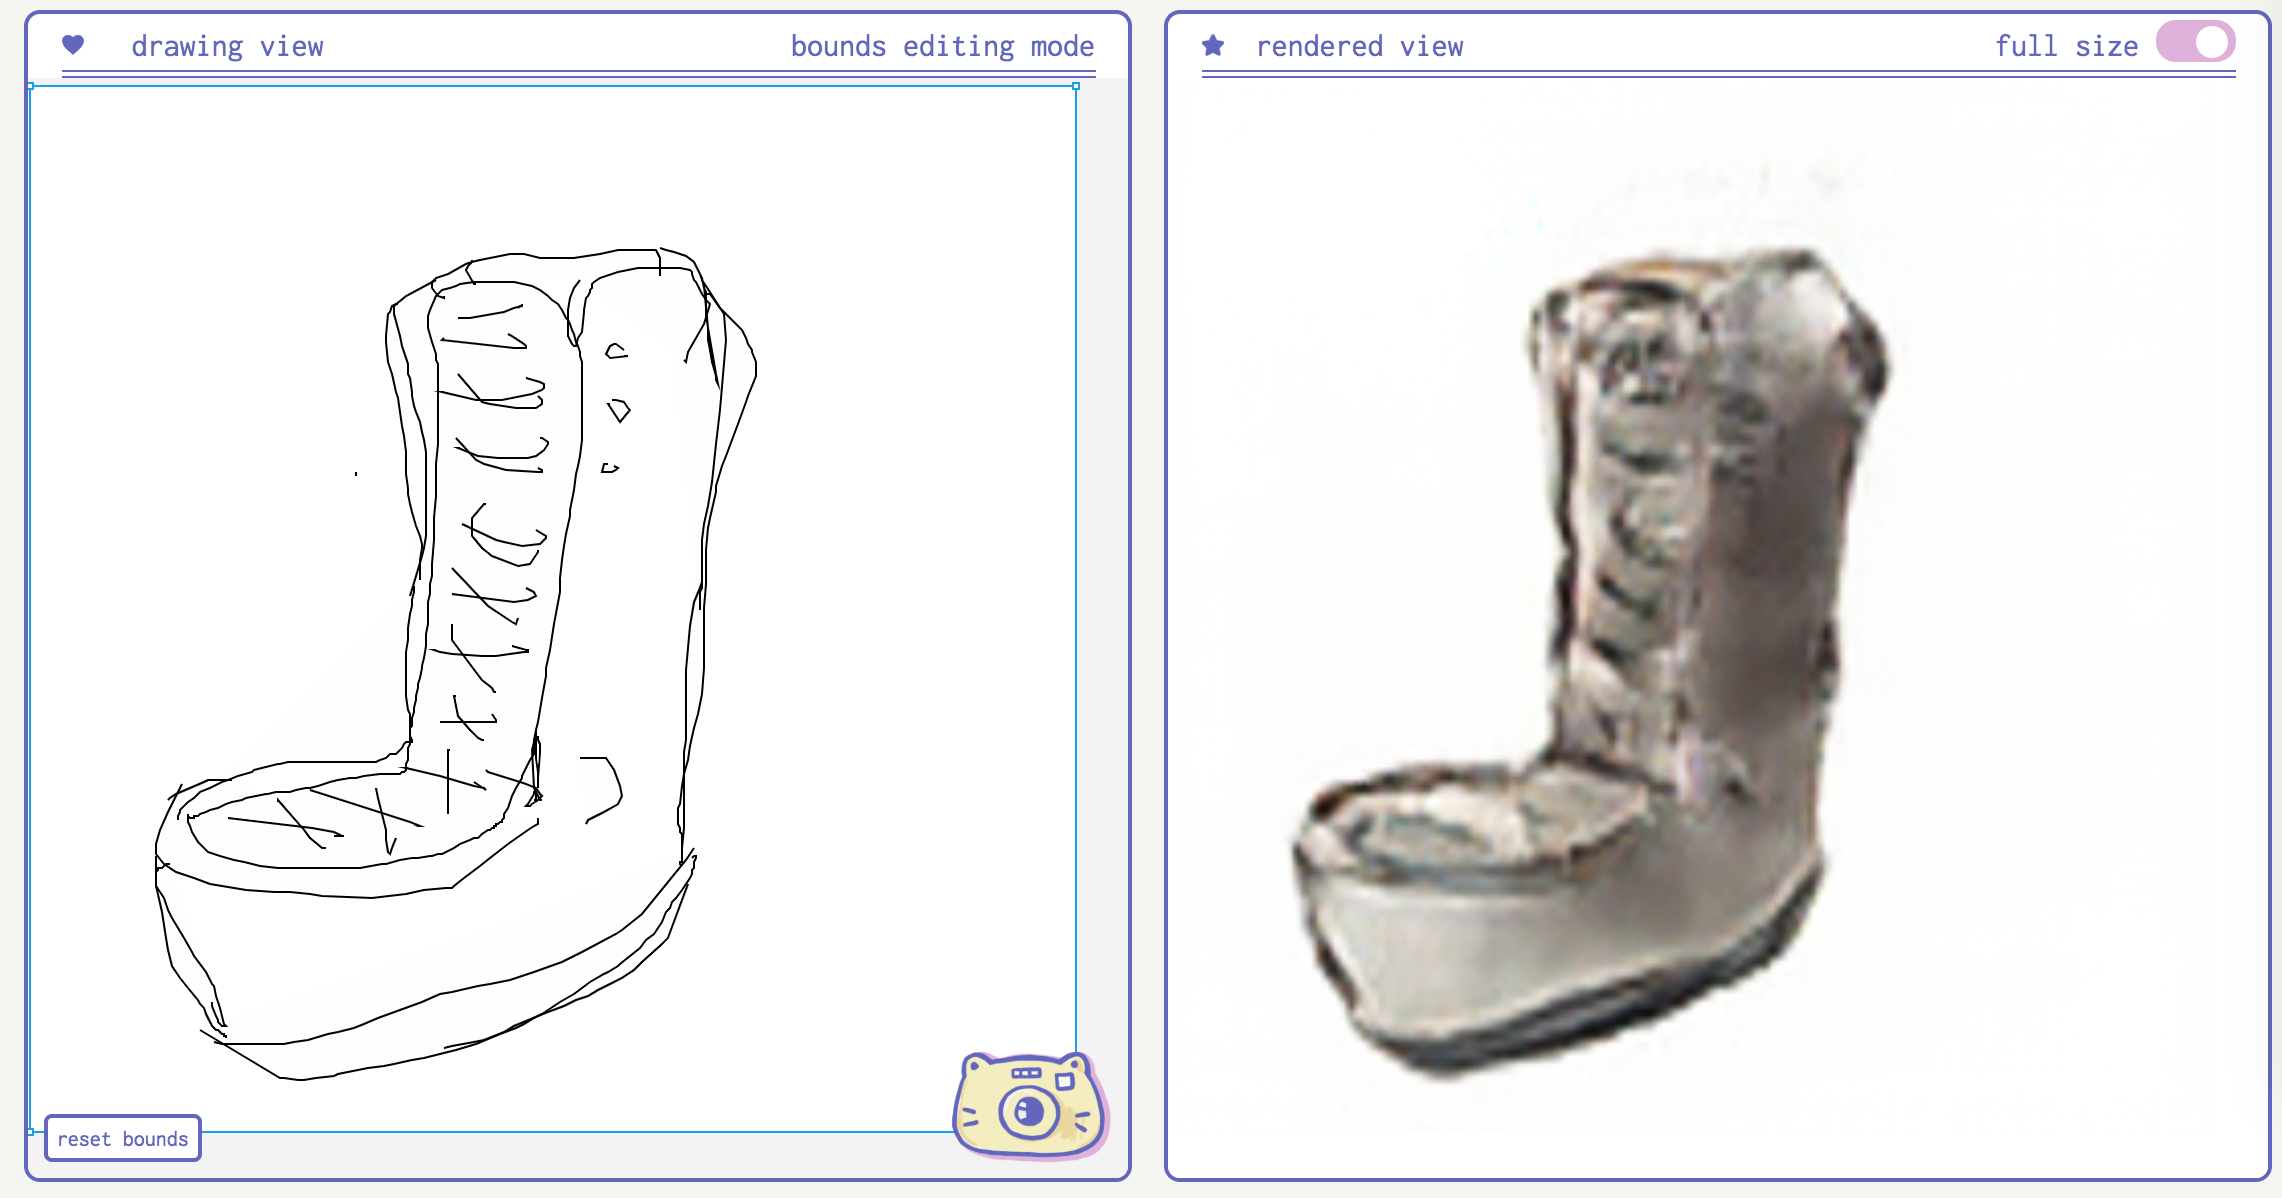 drawing view
bounds editing mode
rendered view
full size
reset bounds